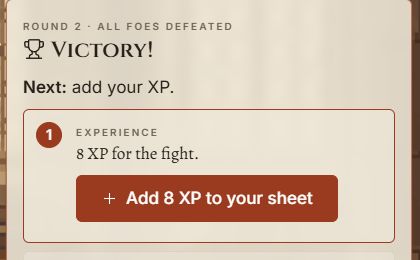 ROUND 2 · ALL FOES DEFEATED
VICTORY!
Next: add your XP.
1
EXPERIENCE
8 XP for the fight.
+ Add 8 XP to your sheet